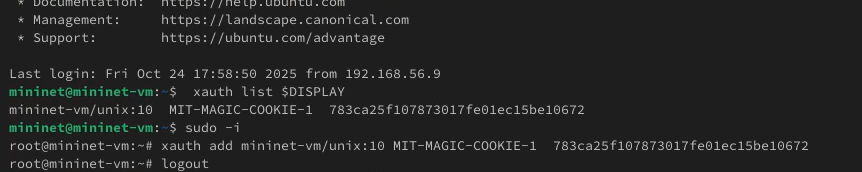 * Documentation:  https://help.ubuntu.com
* Management:     https://landscape.canonical.com
* Support:        https://ubuntu.com/advantage
Last login: Fri Oct 24 17:58:50 2025 from 192.168.56.9
mininet@mininet-vm:~$  xauth list $DISPLAY
mininet-vm/unix:10  MIT-MAGIC-COOKIE-1  783ca25f107873017fe01ec15be10672
mininet@mininet-vm:~$ sudo -i
root@mininet-vm:~# xauth add mininet-vm/unix:10 MIT-MAGIC-COOKIE-1  783ca25f107873017fe01ec15be10672
root@mininet-vm:~# logout